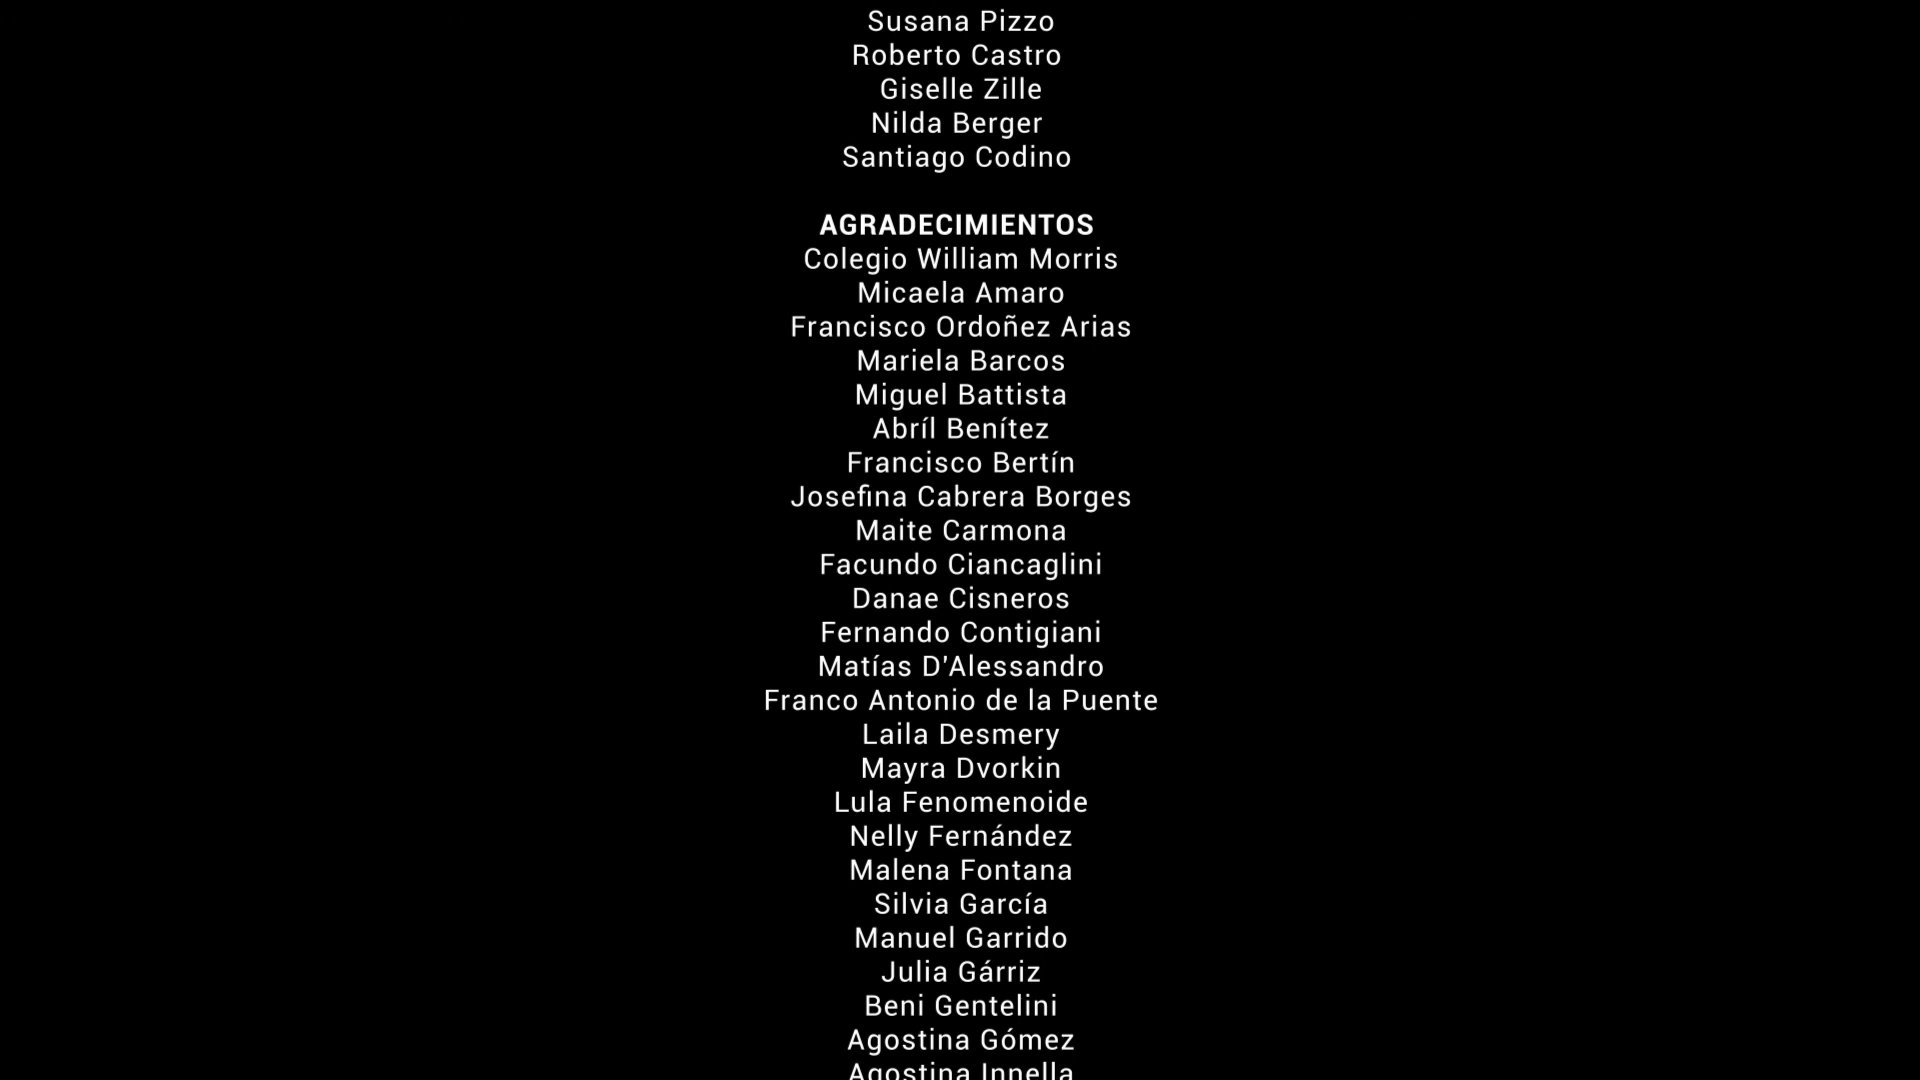 Susana Pizzo
Roberto Castro
Giselle Zille
Nilda Berger
Santiago Codino
AGRADECIMIENTOS
Colegio William Morris
Micaela Amaro
Francisco Ordoñez Arias
Mariela Barcos
Miguel Battista
Abríl Benítez
Francisco Bertín
Josefina Cabrera Borges
Maite Carmona
Facundo Ciancaglini
Danae Cisneros
Fernando Contigiani
Matías D'Alessandro
Franco Antonio de la Puente
Laila Desmery
Mayra Dvorkin
Lula Fenomenoide
Nelly Fernández
Malena Fontana
Silvia García
Manuel Garrido
Julia Gárriz
Beni Gentelini
Agostina Gómez
Agostina Innella